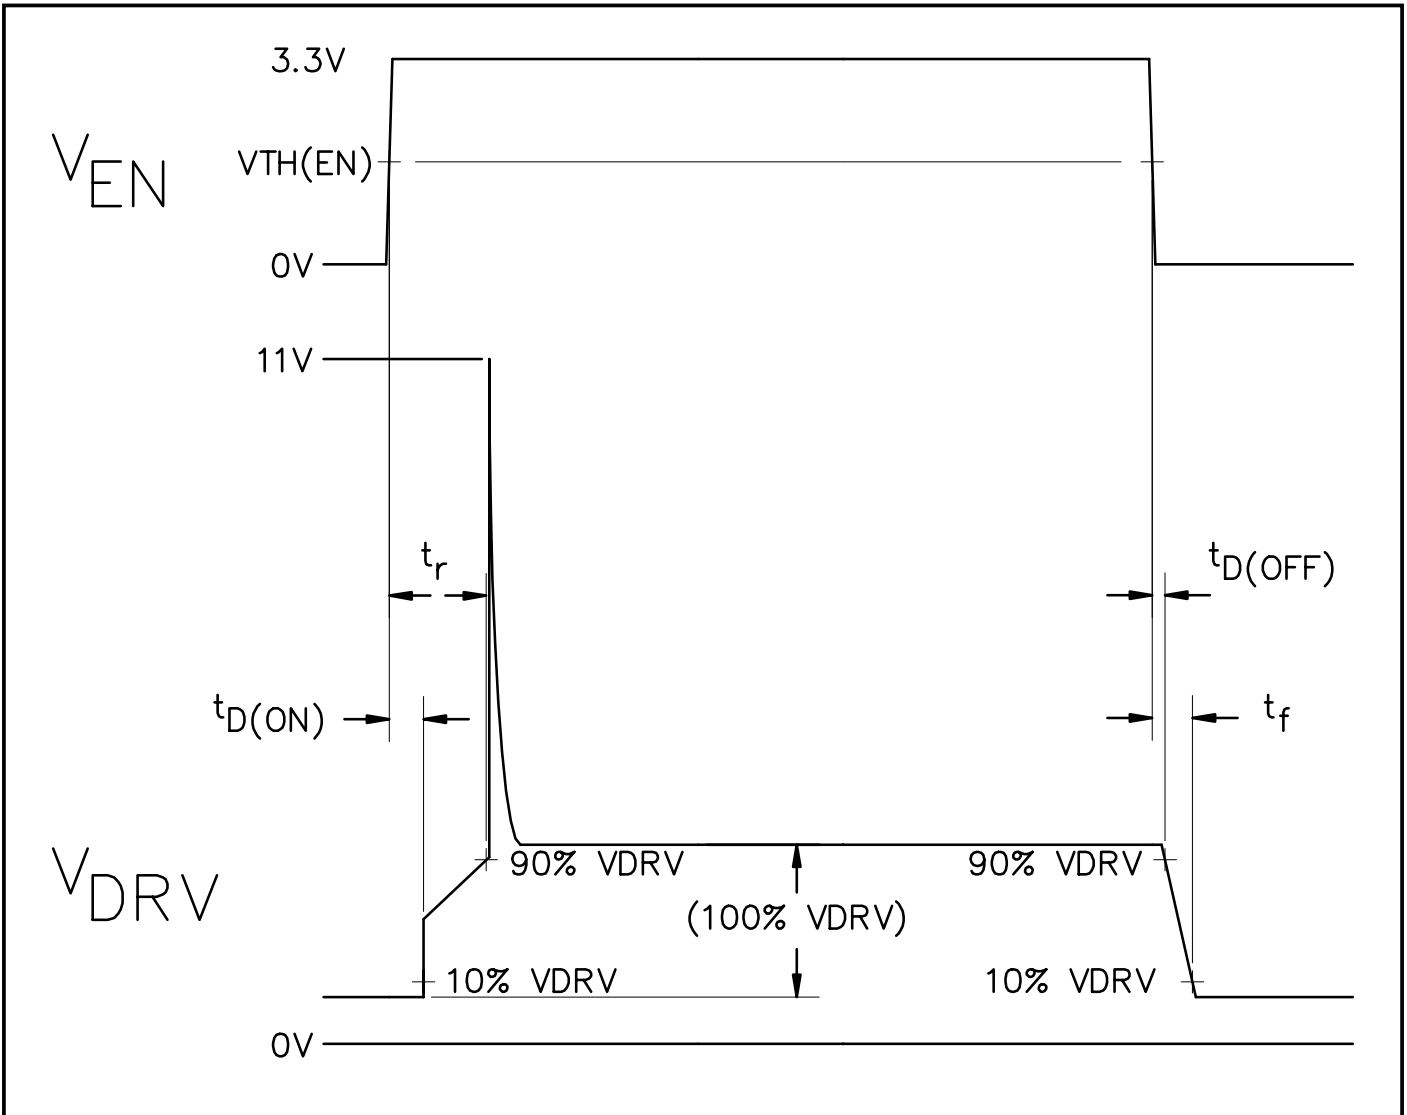 3.3V
VEN
VTH(EN)
0V
11V
tr
tD(OFF)
tD(ON)
tf
VDRV
90% VDRV
90% VDRV
(100% VDRV)
10% VDRV
10% VDRV
0V